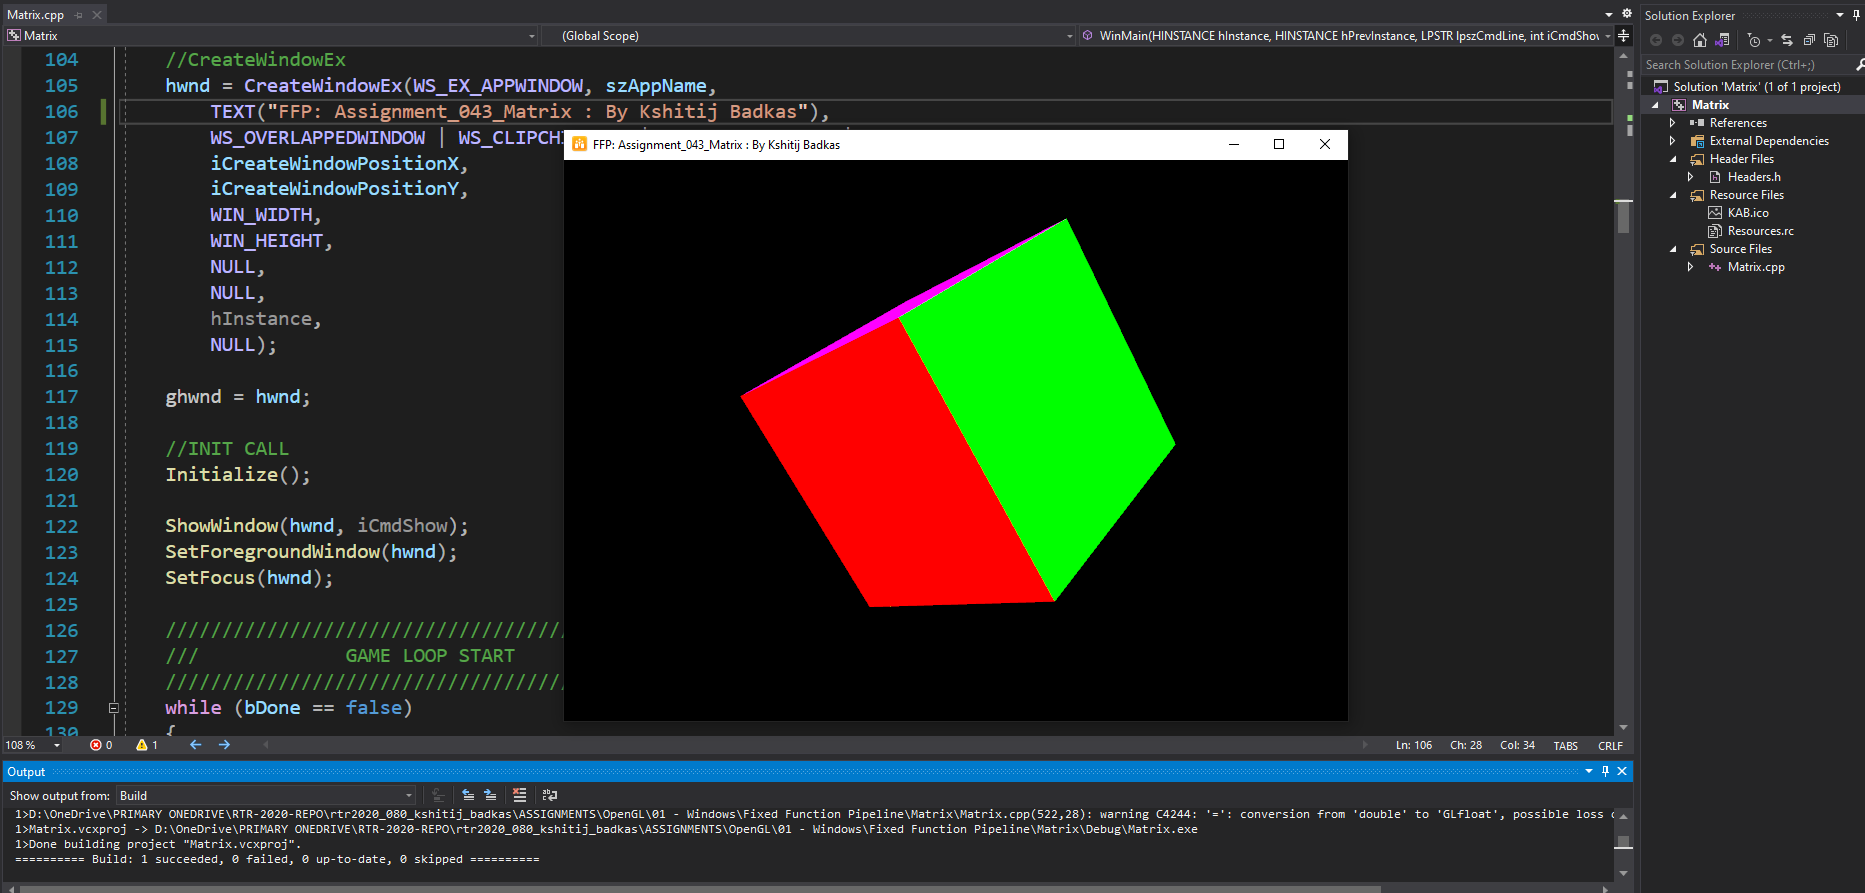 Matrix.cpp
Matrix
(Global Scope)
WinMain(HINSTANCE hInstance, HINSTANCE hPrevInstance, LPSTR lpszCmdLine, int iCmdShow
104 //CreateWindowEx
105 hwnd = CreateWindowEx(WS_EX_APPWINDOW, szAppName,
106 TEXT("FFP: Assignment_043_Matrix : By Kshitij Badkas"),
107 WS_OVERLAPPEDWINDOW | WS_CLIPCH
108 iCreateWindowPositionX,
109 iCreateWindowPositionY,
110 WIN_WIDTH,
111 WIN_HEIGHT,
112 NULL,
113 NULL,
114 hInstance,
115 NULL);
116
117 ghwnd = hwnd;
118
119 //INIT CALL
120 Initialize();
121
122 ShowWindow(hwnd, iCmdShow);
123 SetForegroundWindow(hwnd);
124 SetFocus(hwnd);
125
126 ///////////////////////////////////
127 /// GAME LOOP START
128 ///////////////////////////////////
129 while (bDone == false)
130 {
FFP: Assignment_043_Matrix : By Kshitij Badkas
108 %
0
1
Ln: 106 Ch: 28 Col: 34 TABS CRLF
Output
Show output from: Build
1>D:\OneDrive\PRIMARY ONEDRIVE\RTR-2020-REPO\rtr2020_080_kshitij_badkas\ASSIGNMENTS\OpenGL\01 - Windows\Fixed Function Pipeline\Matrix\Matrix.cpp(522,28): warning C4244: '=': conversion from 'double' to 'GLfloat', possible loss
1>Matrix.vcxproj -> D:\OneDrive\PRIMARY ONEDRIVE\RTR-2020-REPO\rtr2020_080_kshitij_badkas\ASSIGNMENTS\OpenGL\01 - Windows\Fixed Function Pipeline\Matrix\Debug\Matrix.exe
1>Done building project "Matrix.vcxproj".
========== Build: 1 succeeded, 0 failed, 0 up-to-date, 0 skipped ==========
Solution Explorer
Search Solution Explorer (Ctrl+;)
Solution 'Matrix' (1 of 1 project)
Matrix
References
External Dependencies
Header Files
Headers.h
Resource Files
KAB.ico
Resources.rc
Source Files
Matrix.cpp